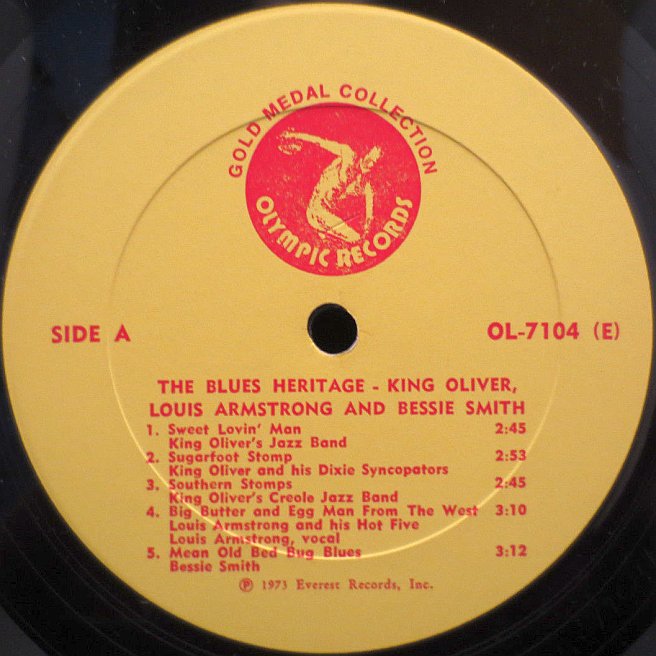 GOLD MEDAL COLLECTION
OLYMPIC RECORDS
SIDE A
OL-7104 (E)
THE BLUES HERITAGE - KING OLIVER,
LOUIS ARMSTRONG AND BESSIE SMITH
1. Sweet Lovin' Man 2:45
King Oliver's Jazz Band
2. Sugarfoot Stomp 2:53
King Oliver and his Dixie Syncopators
3. Southern Stomps 2:45
King Oliver's Creole Jazz Band
4. Big Butter and Egg Man From The West 3:10
Louis Armstrong and his Hot Five
Louis Armstrong, vocal
5. Mean Old Bed Bug Blues 3:12
Bessie Smith
℗ 1973 Everest Records, Inc.